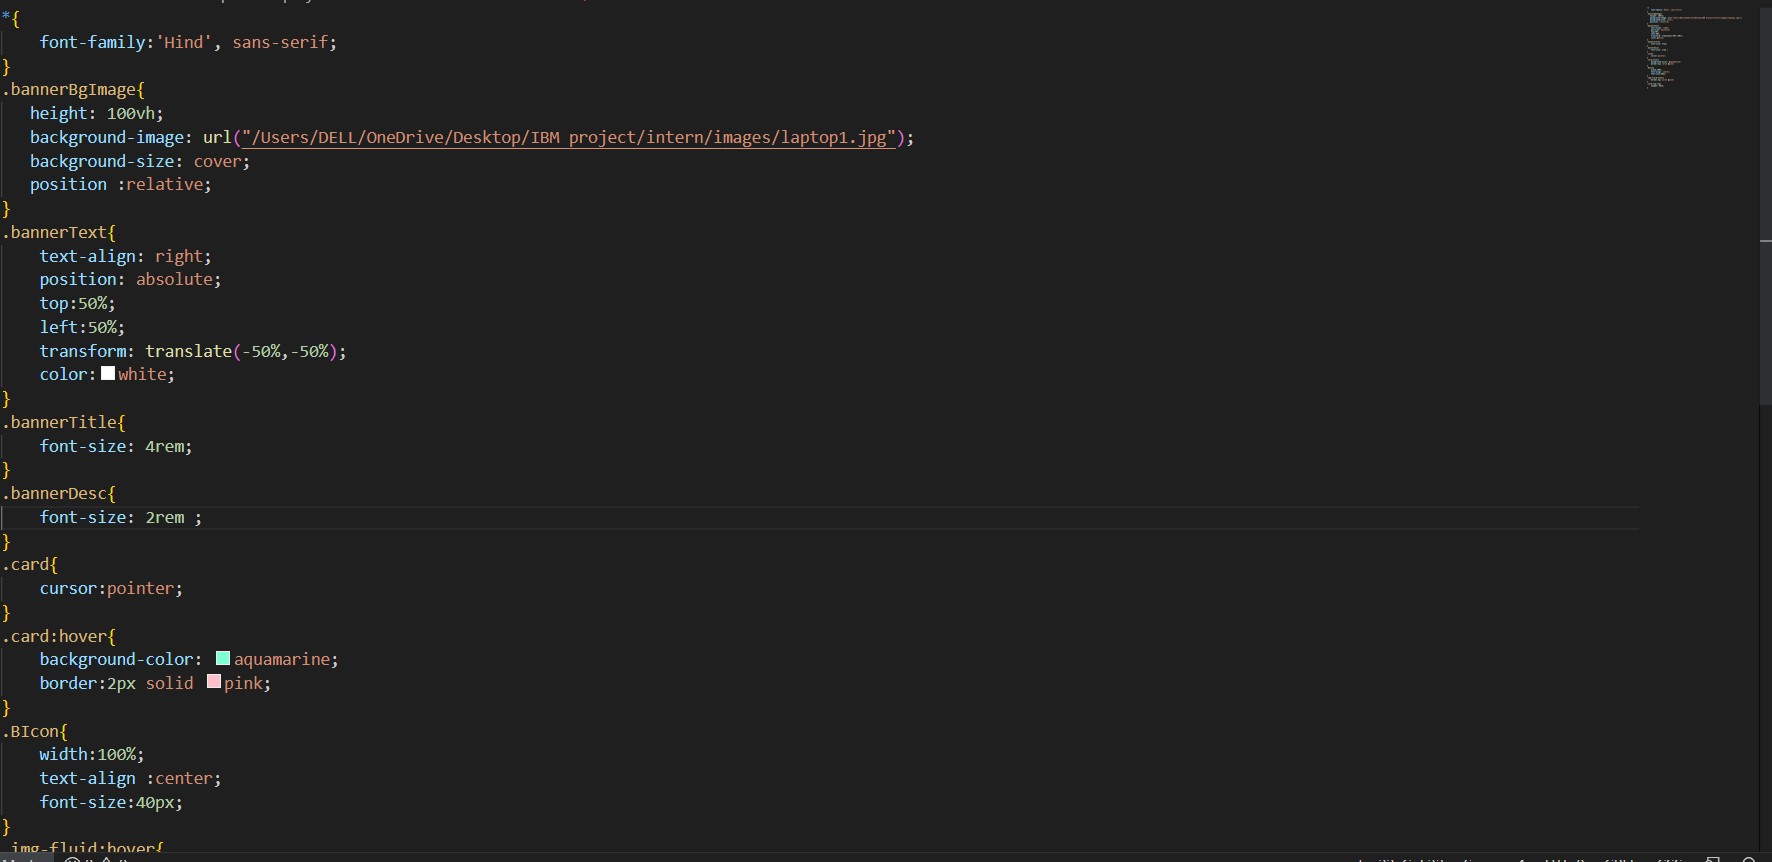 *{
    font-family:'Hind', sans-serif;
}
.bannerBgImage{
   height: 100vh;
   background-image: url("/Users/DELL/OneDrive/Desktop/IBM project/intern/images/laptop1.jpg");
   background-size: cover;
   position :relative;
}
.bannerText{
    text-align: right;
    position: absolute;
    top:50%;
    left:50%;
    transform: translate(-50%,-50%);
    color:white;
}
.bannerTitle{
    font-size: 4rem;
}
.bannerDesc{
    font-size: 2rem ;
}
.card{
    cursor:pointer;
}
.card:hover{
    background-color: aquamarine;
    border:2px solid pink;
}
.BIcon{
    width:100%;
    text-align :center;
    font-size:40px;
}
.img-fluid:hover{